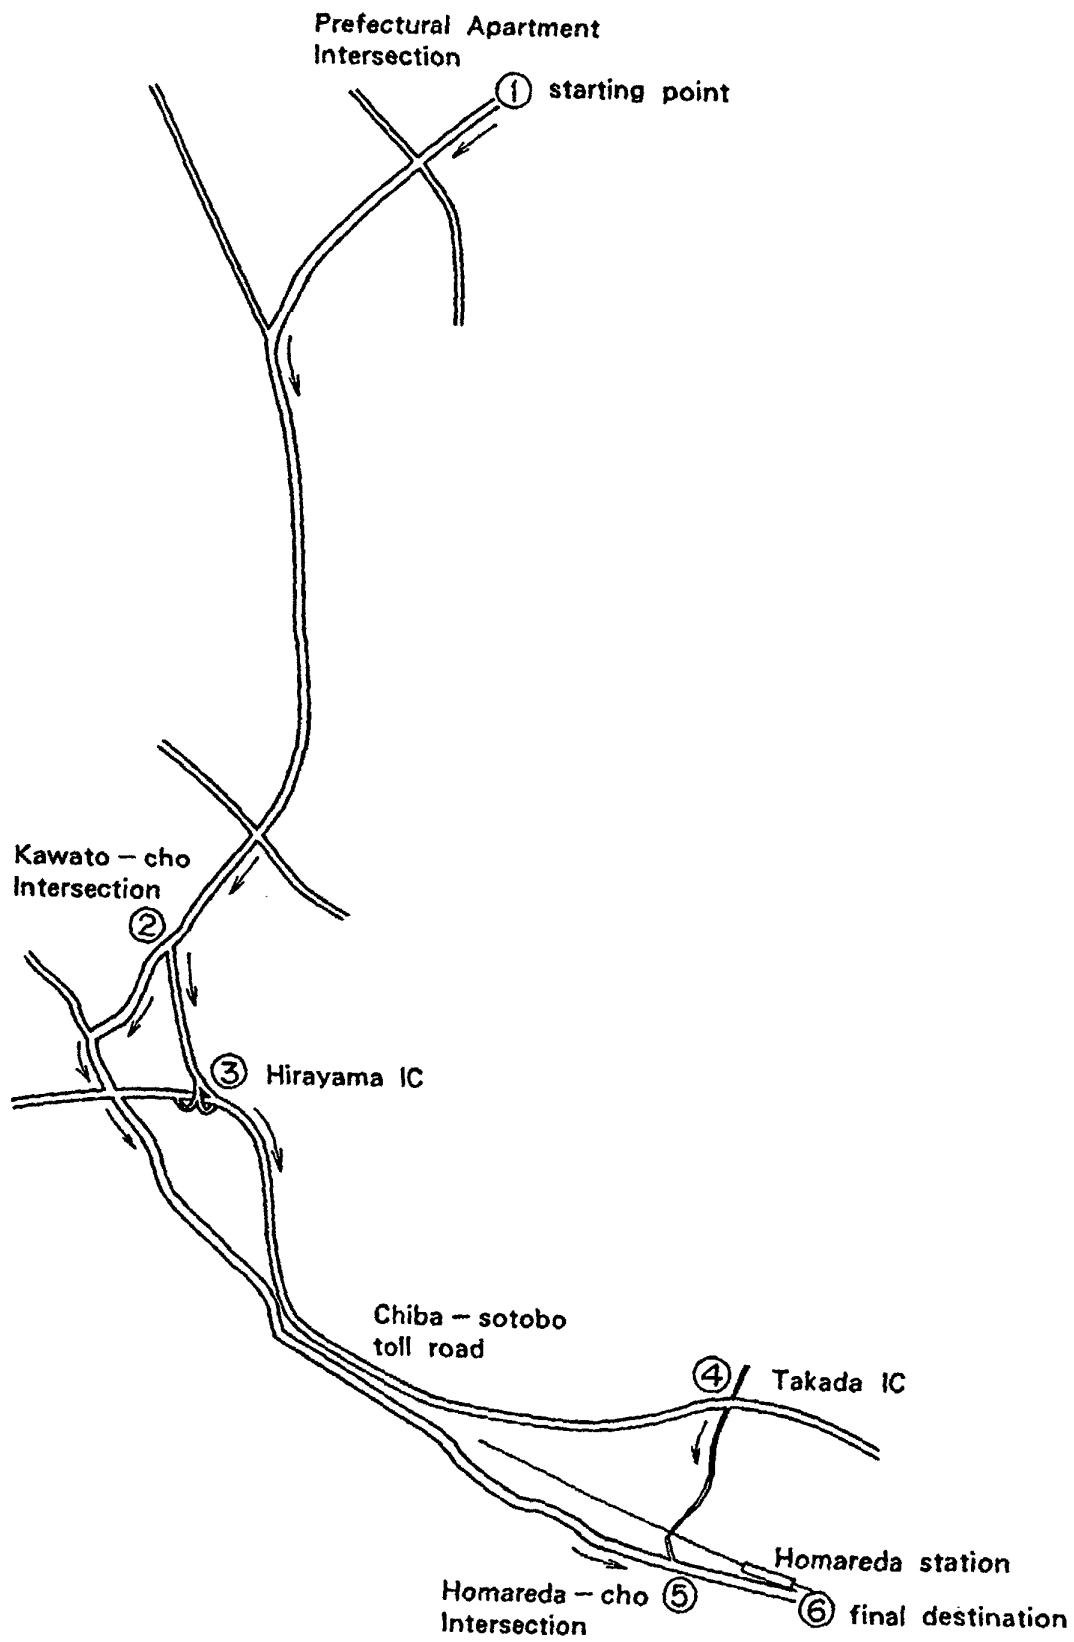 Prefectural Apartment
Intersection
① starting point
Kawato-cho
Intersection
②
③ Hirayama IC
Chiba-sotobo
toll road
④ Takada IC
Homareda station
Homareda-cho ⑤
Intersection
⑥ final destination